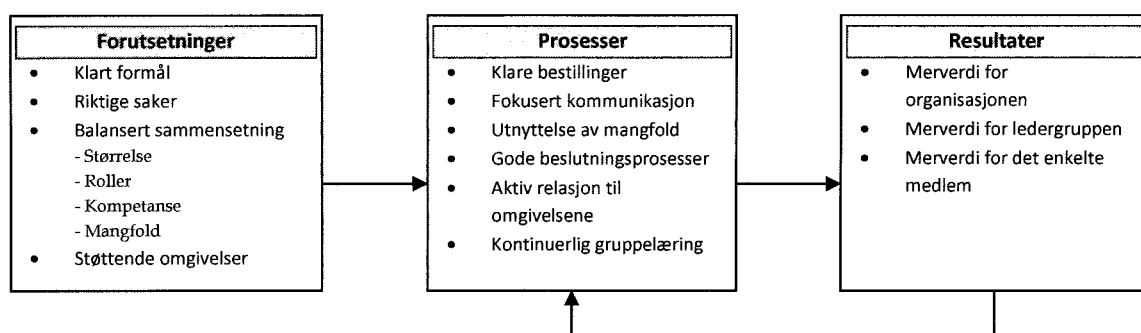 Forutsetninger
• Klart formål
• Riktige saker
• Balansert sammensetning
- Størrelse
- Roller
- Kompetanse
- Mangfold
• Støttende omgivelser
Prosesser
• Klare bestillinger
• Fokusert kommunikasjon
• Utnyttelse av mangfold
• Gode beslutningsprosesser
• Aktiv relasjon til
omgivelsene
• Kontinuerlig gruppelæring
Resultater
• Merverdi for
organisasjonen
• Merverdi for ledergruppen
• Merverdi for det enkelte
medlem